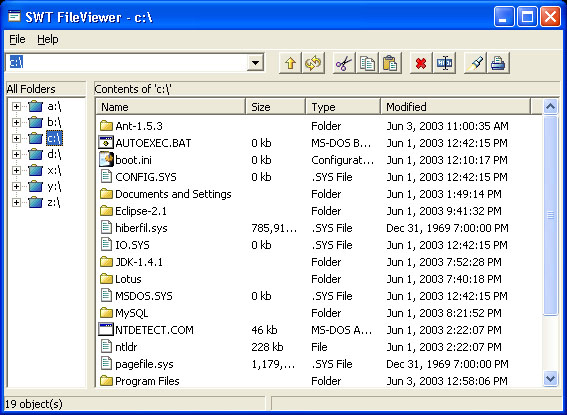 SWT FileViewer - c:\
File Help
c:\
All Folders
Contents of 'c:\'
a:\
b:\
c:\
d:\
x:\
y:\
z:\
Name Size Type Modified
Ant-1.5.3 Folder Jun 3, 2003 11:00:35 AM
AUTOEXEC.BAT 0 kb MS-DOS B... Jun 1, 2003 12:42:15 PM
boot.ini 0 kb Configurat... Jun 1, 2003 12:10:17 PM
CONFIG.SYS 0 kb .SYS File Jun 1, 2003 12:42:15 PM
Documents and Settings Folder Jun 1, 2003 1:49:14 PM
Eclipse-2.1 Folder Jun 1, 2003 9:41:32 PM
hiberfil.sys 785,91... .SYS File Dec 31, 1969 7:00:00 PM
IO.SYS 0 kb .SYS File Jun 1, 2003 12:42:15 PM
JDK-1.4.1 Folder Jun 1, 2003 7:52:28 PM
Lotus Folder Jun 1, 2003 7:40:18 PM
MSDOS.SYS 0 kb .SYS File Jun 1, 2003 12:42:15 PM
MySQL Folder Jun 1, 2003 8:21:52 PM
NTDETECT.COM 46 kb MS-DOS A... Jun 1, 2003 2:22:07 PM
ntldr 228 kb File Jun 1, 2003 2:22:07 PM
pagefile.sys 1,179,... .SYS File Dec 31, 1969 7:00:00 PM
Program Files Folder Jun 3, 2003 12:58:06 PM
19 object(s)